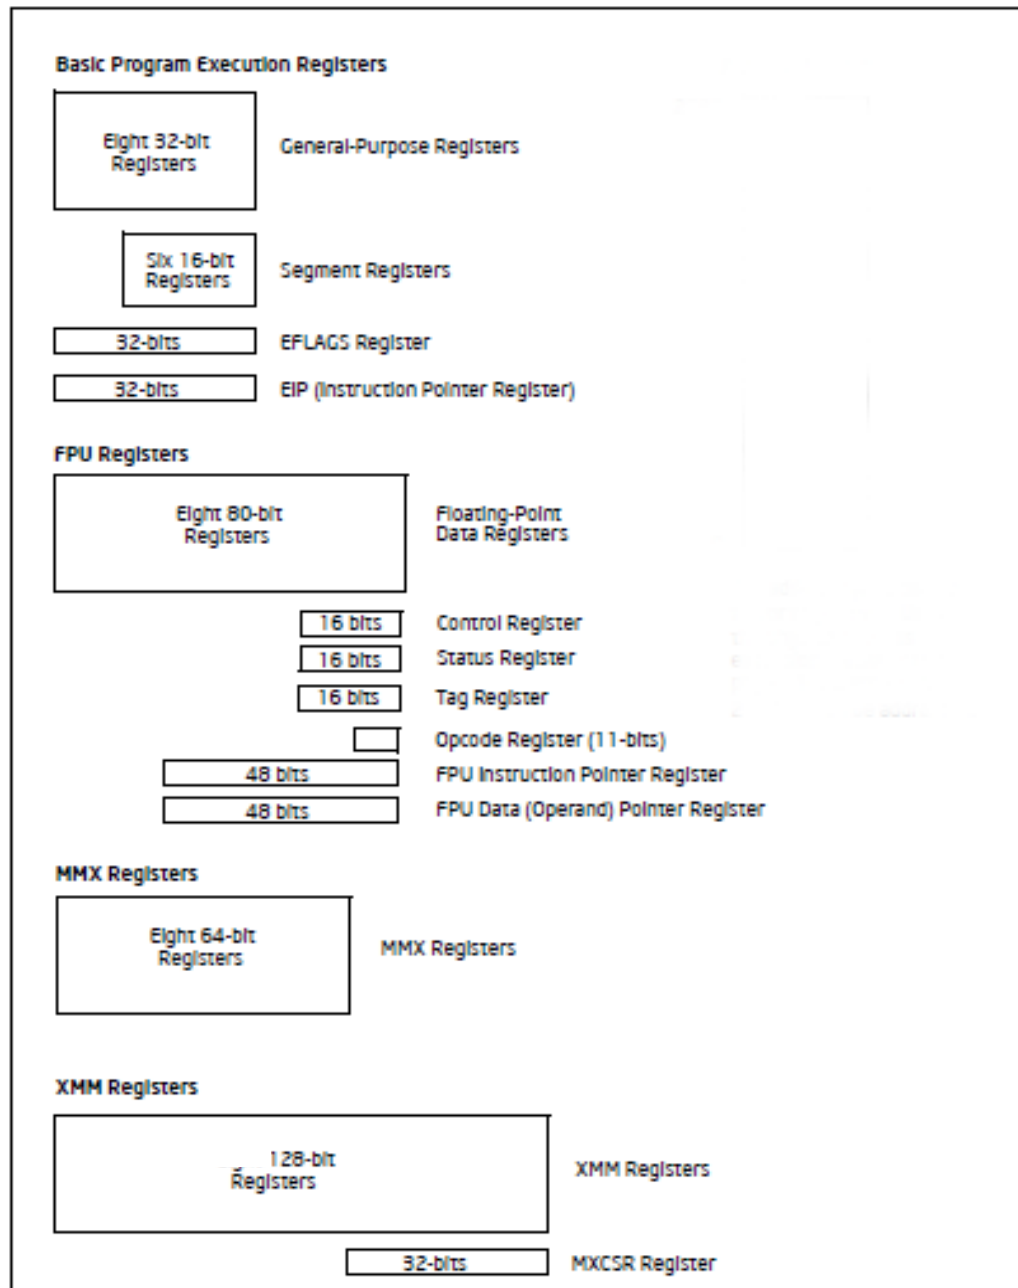 Basic Program Execution Registers
Eight 32-bit
Registers
General-Purpose Registers
Six 16-bit
Registers
Segment Registers
32-bits
EFLAGS Register
32-bits
EIP (Instruction Pointer Register)
FPU Registers
Eight 80-bit
Registers
Floating-Point
Data Registers
16 bits
Control Register
16 bits
Status Register
16 bits
Tag Register
Opcode Register (11-bits)
48 bits
FPU Instruction Pointer Register
48 bits
FPU Data (Operand) Pointer Register
MMX Registers
Eight 64-bit
Registers
MMX Registers
XMM Registers
128-bit
Registers
XMM Registers
32-bits
MXCSR Register